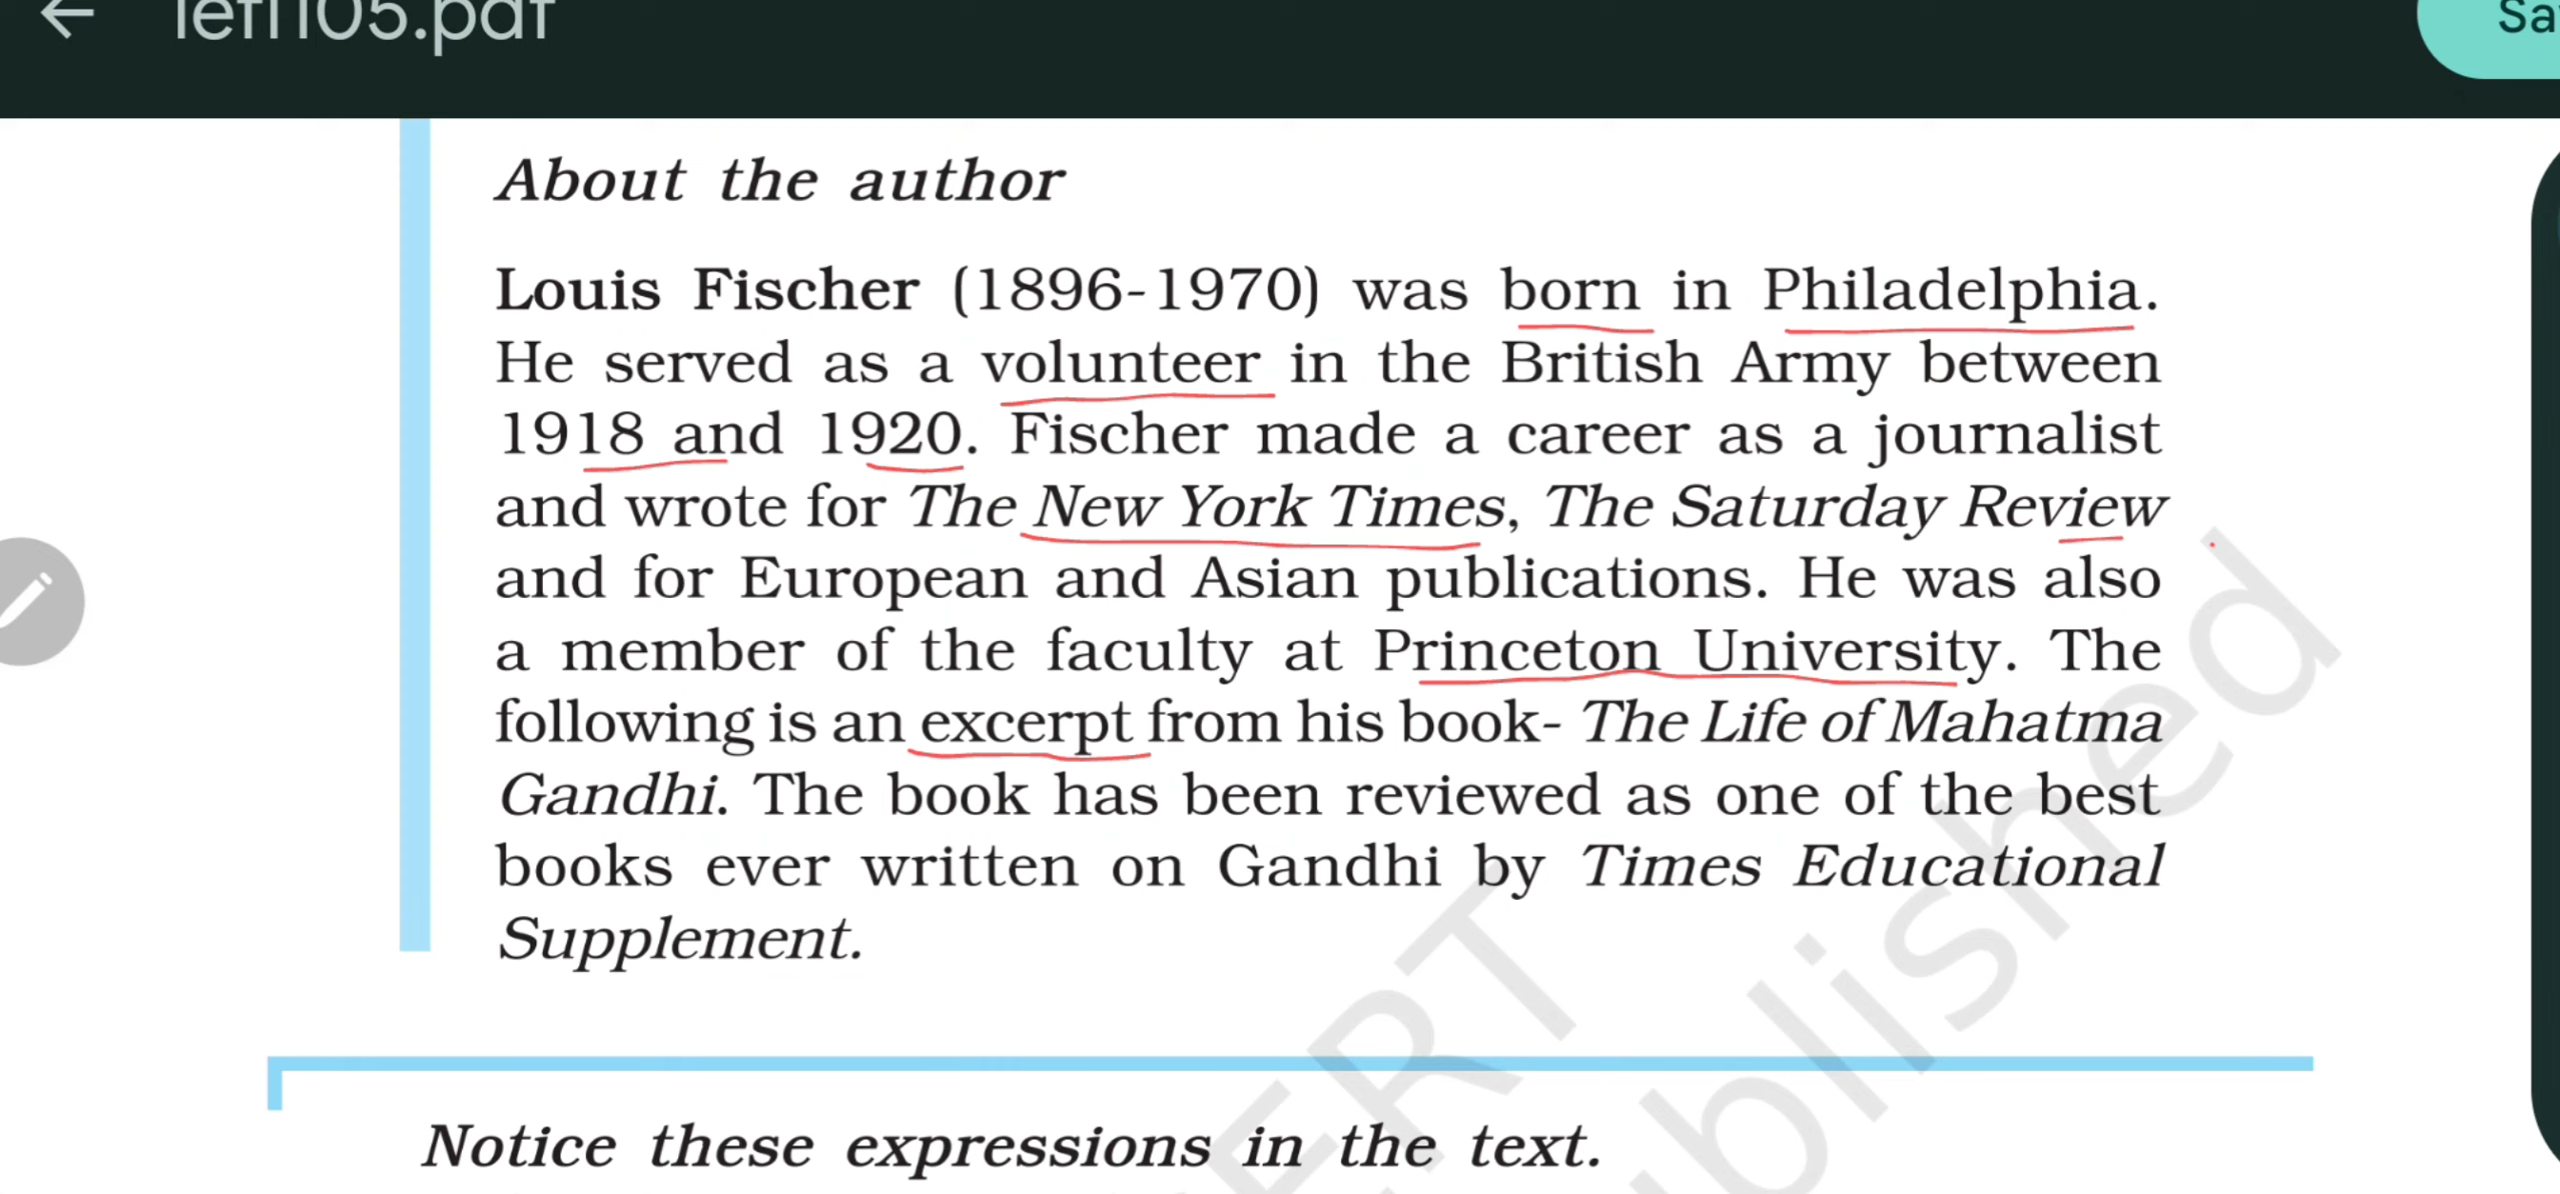 lefl105.pdf
About the author
Louis Fischer (1896-1970) was born in Philadelphia.
He served as a volunteer in the British Army between
1918 and 1920. Fischer made a career as a journalist
and wrote for The New York Times, The Saturday Review
and for European and Asian publications. He was also
a member of the faculty at Princeton University. The
following is an excerpt from his book- The Life of Mahatma
Gandhi. The book has been reviewed as one of the best
books ever written on Gandhi by Times Educational
Supplement.
Notice these expressions in the text.